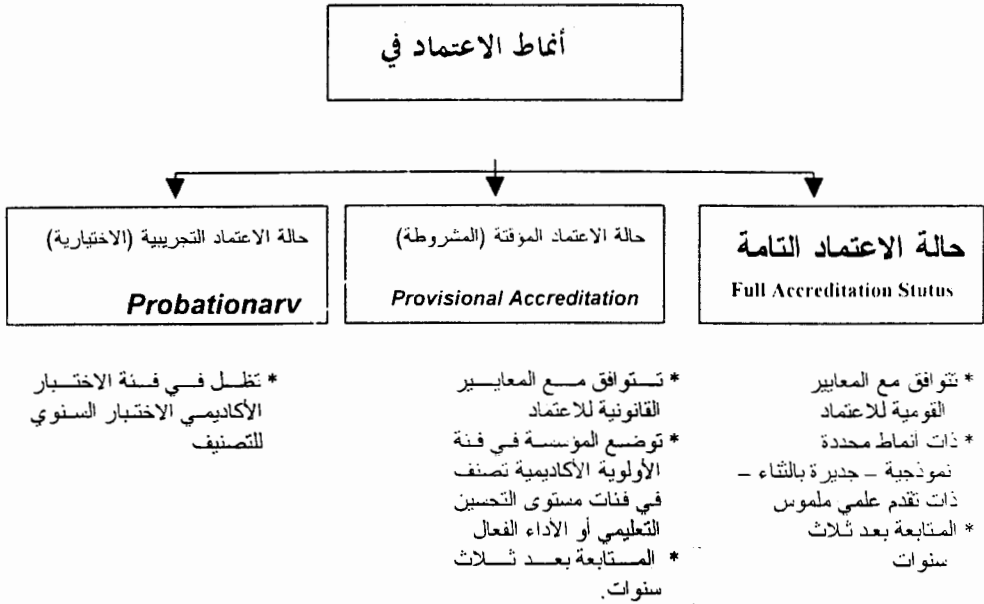 أنماط الاعتماد في
حالة الاعتماد التامة
Full Accreditation Status
حالة الاعتماد المؤقتة (المشروطة)
Provisional Accreditation
حالة الاعتماد التجريبية (الاختيارية)
Probationarv
* تتوافق مع المعايير
القومية للاعتماد
* ذات أنماط محددة
نموذجية – جديرة بالثناء –
ذات تقدم علمي ملموس
* المتابعة بعد ثلاث
سنوات
* تتوافق مع المعايير
القانونية للاعتماد
* توضع المؤسسة في فئة
الأولوية الأكاديمية تصنف
في فئات مستوى التحسين
التعليمي أو الأداء الفعال
* المتابعة بعد ثلاث
سنوات.
* تظل في فئة الاختبار
الأكاديمي الاختبار السنوي
للتصنيف